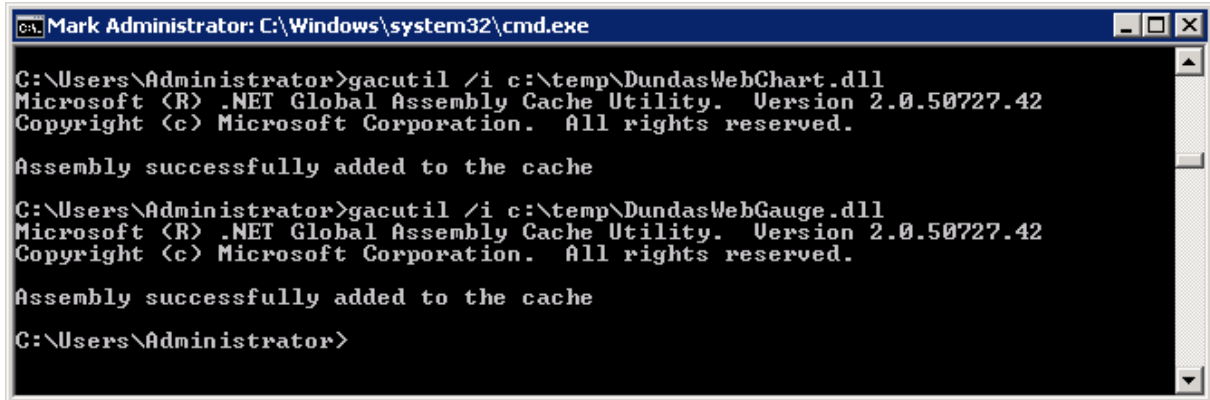 Mark Administrator: C:\Windows\system32\cmd.exe
C:\Users\Administrator>gacutil /i c:\temp\DundasWebChart.dll
Microsoft (R) .NET Global Assembly Cache Utility.  Version 2.0.50727.42
Copyright (c) Microsoft Corporation.  All rights reserved.
Assembly successfully added to the cache
C:\Users\Administrator>gacutil /i c:\temp\DundasWebGauge.dll
Microsoft (R) .NET Global Assembly Cache Utility.  Version 2.0.50727.42
Copyright (c) Microsoft Corporation.  All rights reserved.
Assembly successfully added to the cache
C:\Users\Administrator>